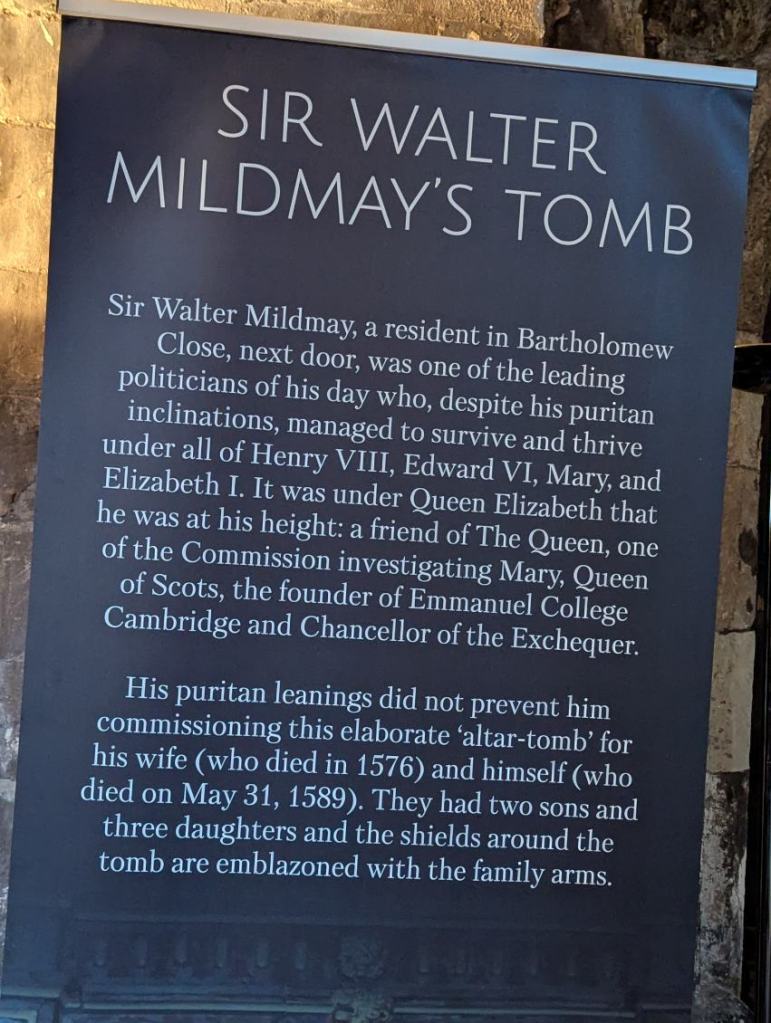 SIR WALTER
MILDMAY'S TOMB
Sir Walter Mildmay, a resident in Bartholomew
Close, next door, was one of the leading
politicians of his day who, despite his puritan
inclinations, managed to survive and thrive
under all of Henry VIII, Edward VI, Mary, and
Elizabeth I. It was under Queen Elizabeth that
he was at his height: a friend of The Queen, one
of the Commission investigating Mary, Queen
of Scots, the founder of Emmanuel College
Cambridge and Chancellor of the Exchequer.
His puritan leanings did not prevent him
commissioning this elaborate ‘altar-tomb’ for
his wife (who died in 1576) and himself (who
died on May 31, 1589). They had two sons and
three daughters and the shields around the
tomb are emblazoned with the family arms.